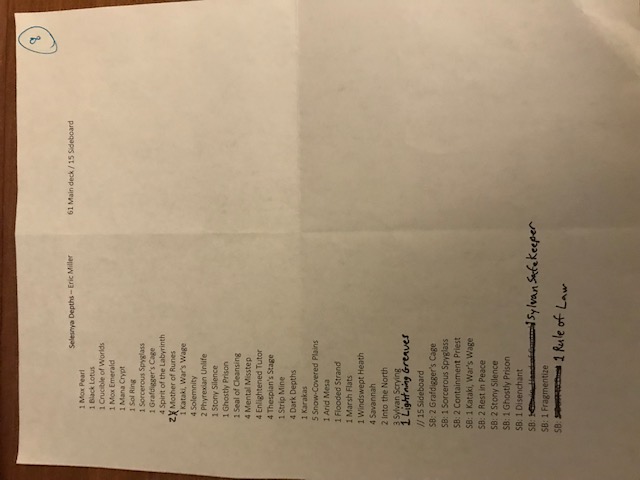 8
Selesnya Depths – Eric Miller 61 Main deck / 15 Sideboard
1 Mox Pearl
1 Black Lotus
1 Crucible of Worlds
1 Mox Emerald
1 Mana Crypt
1 Sol Ring
1 Sorcerous Spyglass
1 Grafdigger's Cage
4 Spirit of the Labyrinth
2 Mother of Runes
1 Kataki, War's Wage
4 Solemnity
2 Phyrexian Unlife
1 Stony Silence
1 Ghostly Prison
1 Seal of Cleansing
4 Mental Misstep
4 Enlightened Tutor
4 Thespian's Stage
1 Strip Mine
4 Dark Depths
1 Karakas
5 Snow-Covered Plains
1 Arid Mesa
1 Flooded Strand
1 Marsh Flats
1 Windswept Heath
4 Savannah
2 Into the North
3 Sylvan Scrying
1 Lightning Greaves
// 15 Sideboard
SB: 2 Grafdigger's Cage
SB: 1 Sorcerous Spyglass
SB: 2 Containment Priest
SB: 1 Kataki, War's Wage
SB: 2 Rest in Peace
SB: 2 Stony Silence
SB: 1 Ghostly Prison
SB: 1 Disenchant
SB: 1 Sylvan Safekeeper
SB: 1 Fragmentize
SB: 1 Rule of Law